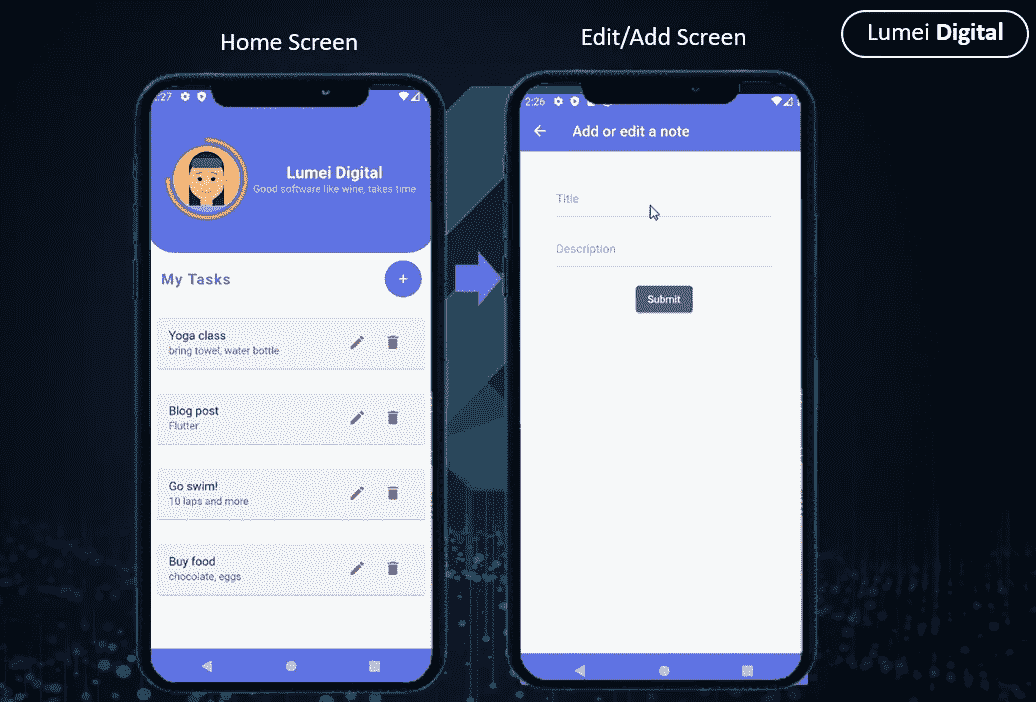 Home Screen
Edit/Add Screen
Lumei Digital
:27
Lumei Digital
Good software like wine, takes time
My Tasks
+
Yoga class
bring towel, water bottle
Blog post
Flutter
Go swim!
10 laps and more
Buy food
chocolate, eggs
2:26
Add or edit a note
Title
Description
Submit